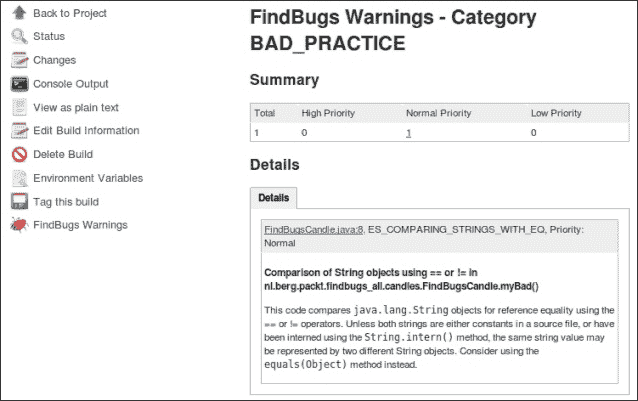 Back to Project
Status
Changes
Console Output
View as plain text
Edit Build Information
Delete Build
Environment Variables
Tag this build
FindBugs Warnings
FindBugs Warnings - Category
BAD_PRACTICE
Summary
Total High Priority Normal Priority Low Priority
1 0 1 0
Details
Details
FindBugsCandle.java:8, ES_COMPARING_STRINGS_WITH_EQ, Priority:
Normal
Comparison of String objects using == or != in
nl.berg.packt.findbugs_all.candles.FindBugsCandle.myBad()
This code compares java.lang.String objects for reference equality using the
== or != operators. Unless both strings are either constants in a source file, or have
been interned using the String.intern() method, the same string value may
be represented by two different String objects. Consider using the
equals(Object) method instead.